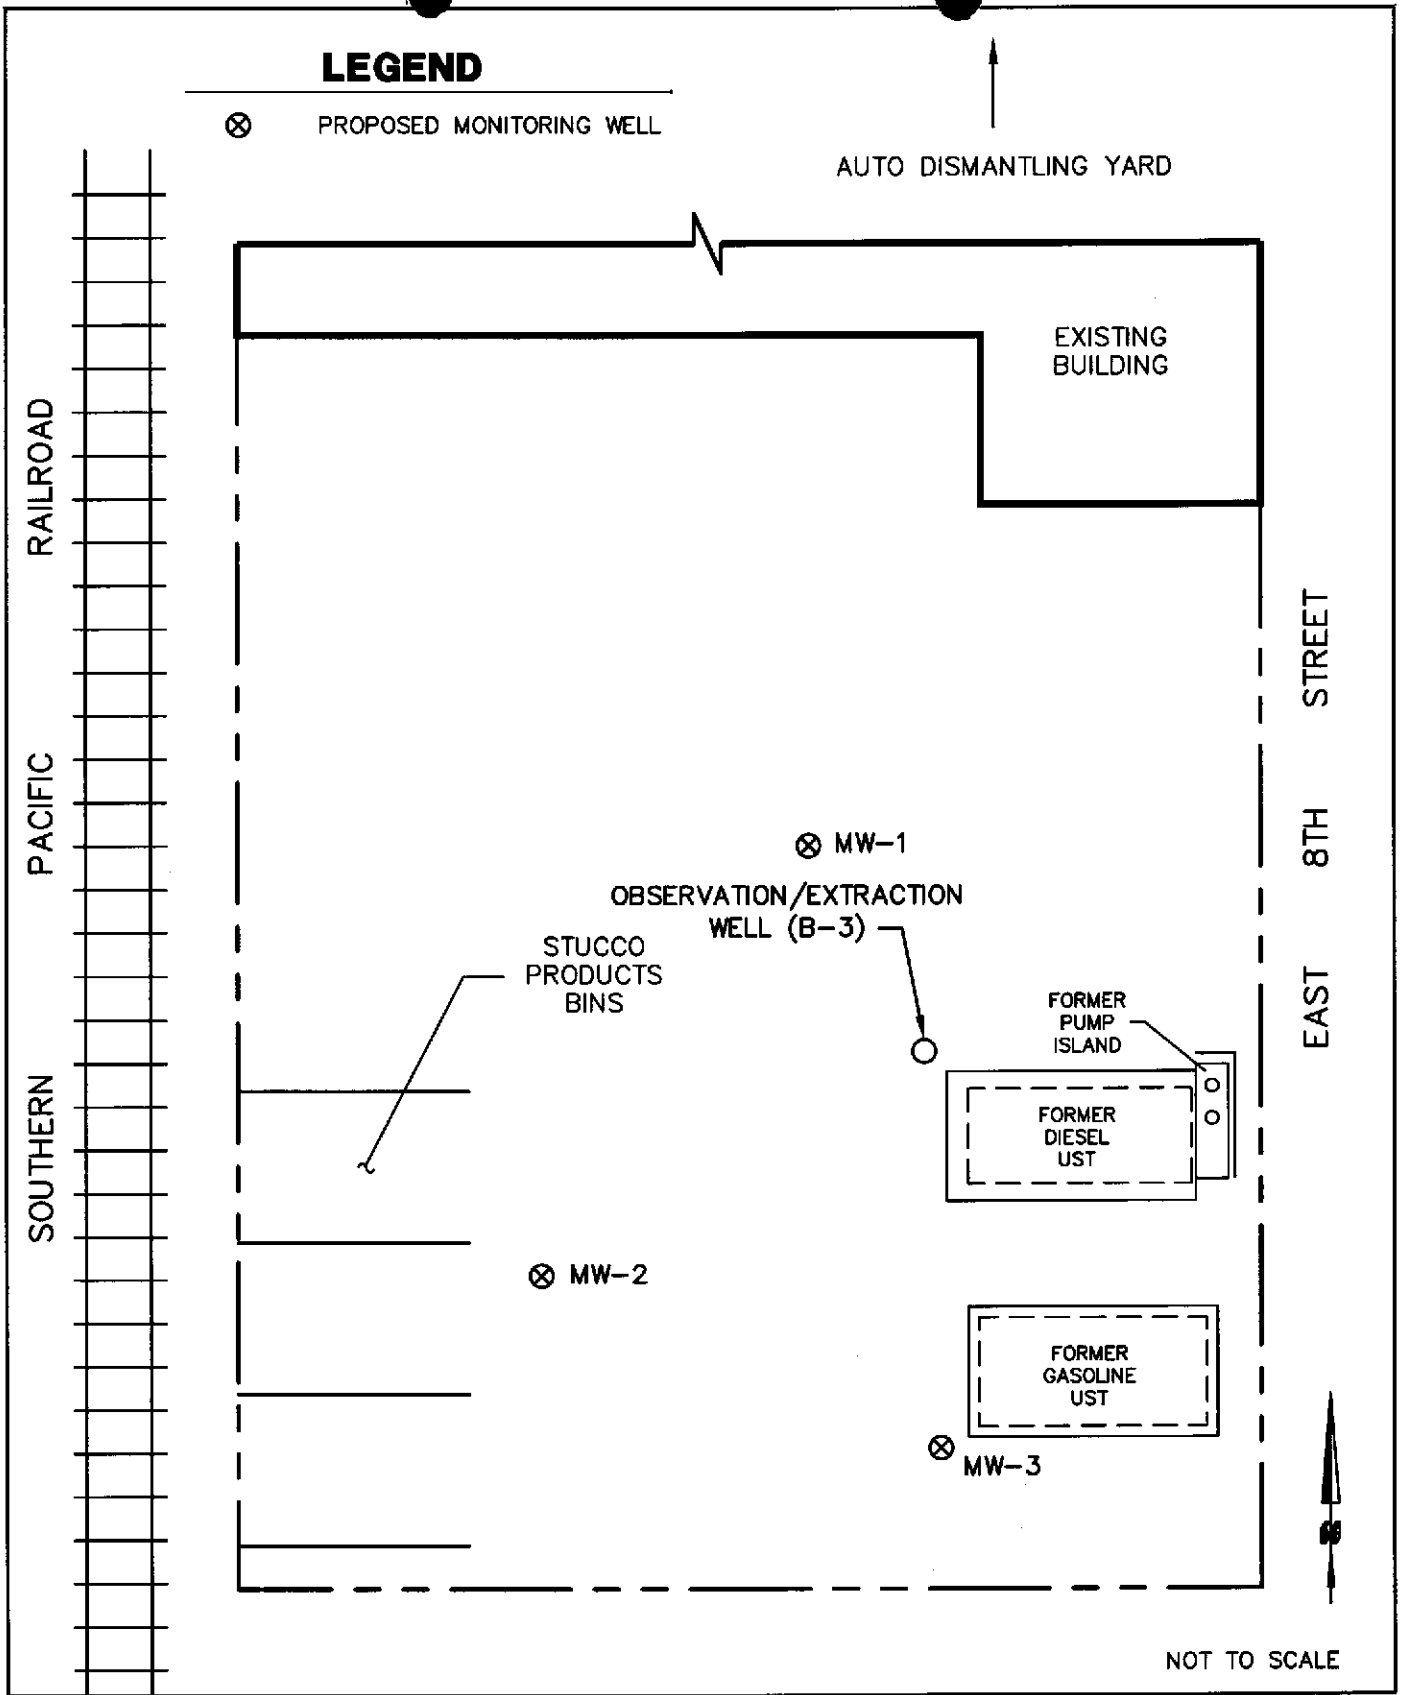 LEGEND
PROPOSED MONITORING WELL
AUTO DISMANTLING YARD
EXISTING
BUILDING
SOUTHERN PACIFIC RAILROAD
EAST 8TH STREET
MW-1
OBSERVATION/EXTRACTION
WELL (B-3)
STUCCO
PRODUCTS
BINS
FORMER
PUMP
ISLAND
FORMER
DIESEL
UST
MW-2
FORMER
GASOLINE
UST
MW-3
NOT TO SCALE